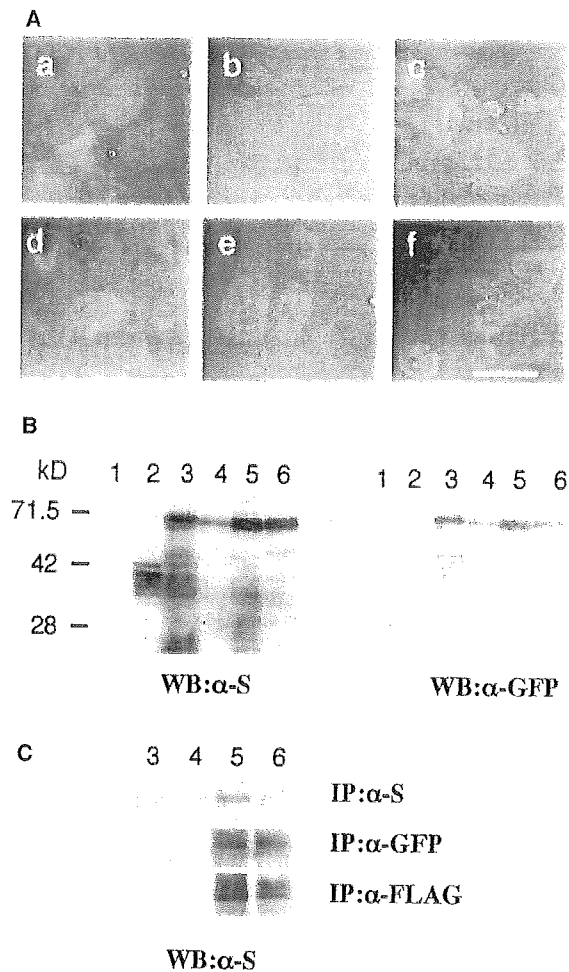 A
a b c
d e f
B
kD 1 2 3 4 5 6 1 2 3 4 5 6
71.5
42
28
WB:α-S WB:α-GFP
C
3 4 5 6
IP:α-S
IP:α-GFP
IP:α-FLAG
WB:α-S